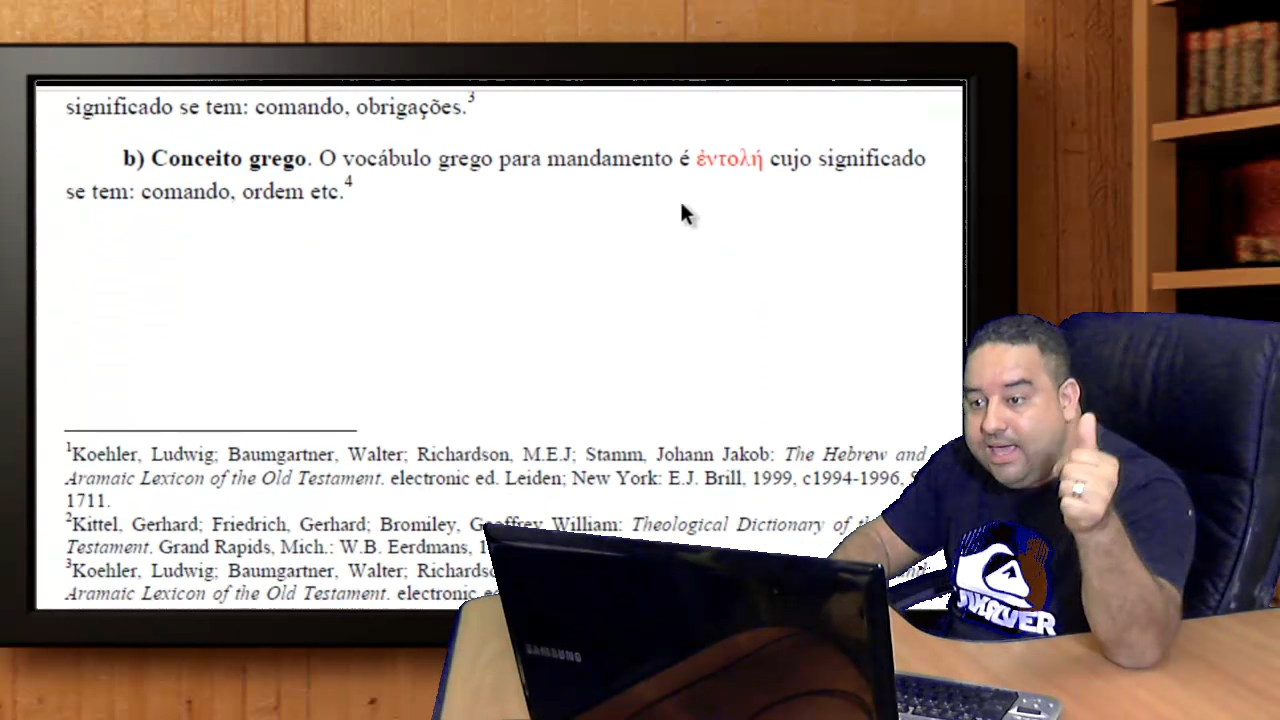 significado se tem: comando, obrigações.3
b) Conceito grego. O vocábulo grego para mandamento é ἐντολή cujo significado
se tem: comando, ordem etc.4
1Koehler, Ludwig; Baumgartner, Walter; Richardson, M.E.J; Stamm, Johann Jakob: The Hebrew and
Aramaic Lexicon of the Old Testament. electronic ed. Leiden; New York: E.J. Brill, 1999, c1994-1996,
1711.
2Kittel, Gerhard; Friedrich, Gerhard; Bromiley, Geoffrey William: Theological Dictionary of
Testament. Grand Rapids, Mich.: W.B. Eerdmans,
3Koehler, Ludwig; Baumgartner, Walter;
Aramaic Lexicon of the Old Testament. electronic
SAMSUNG